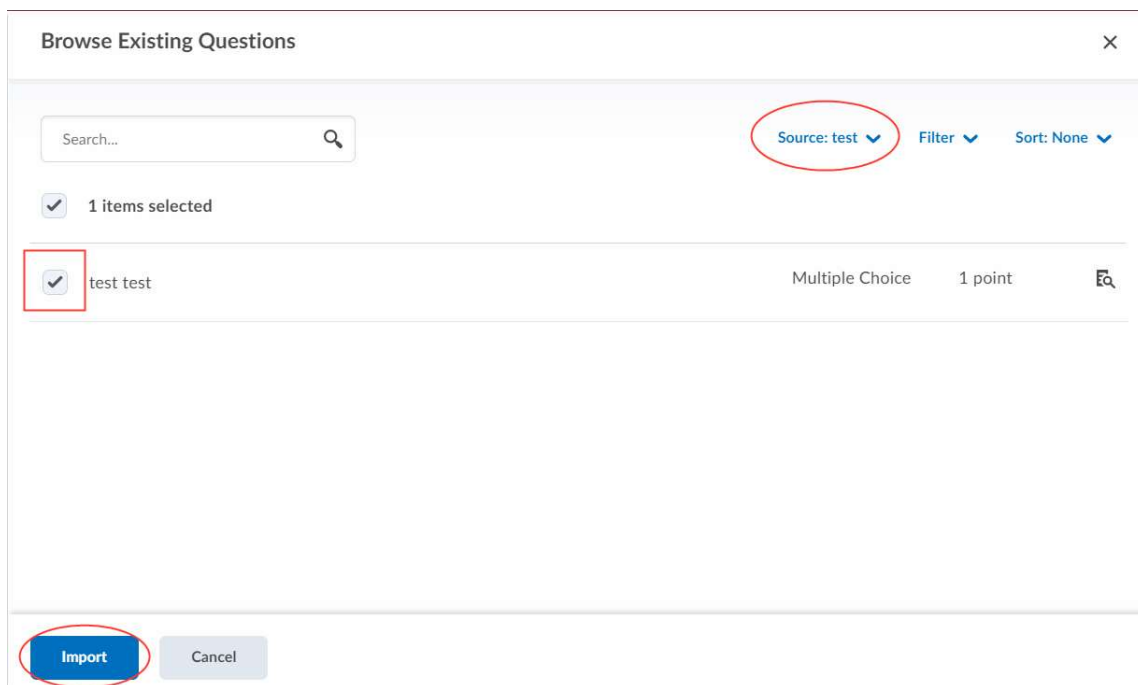 Browse Existing Questions
Search...
Source: test
Filter
Sort: None
1 items selected
test test
Multiple Choice
1 point
Import
Cancel